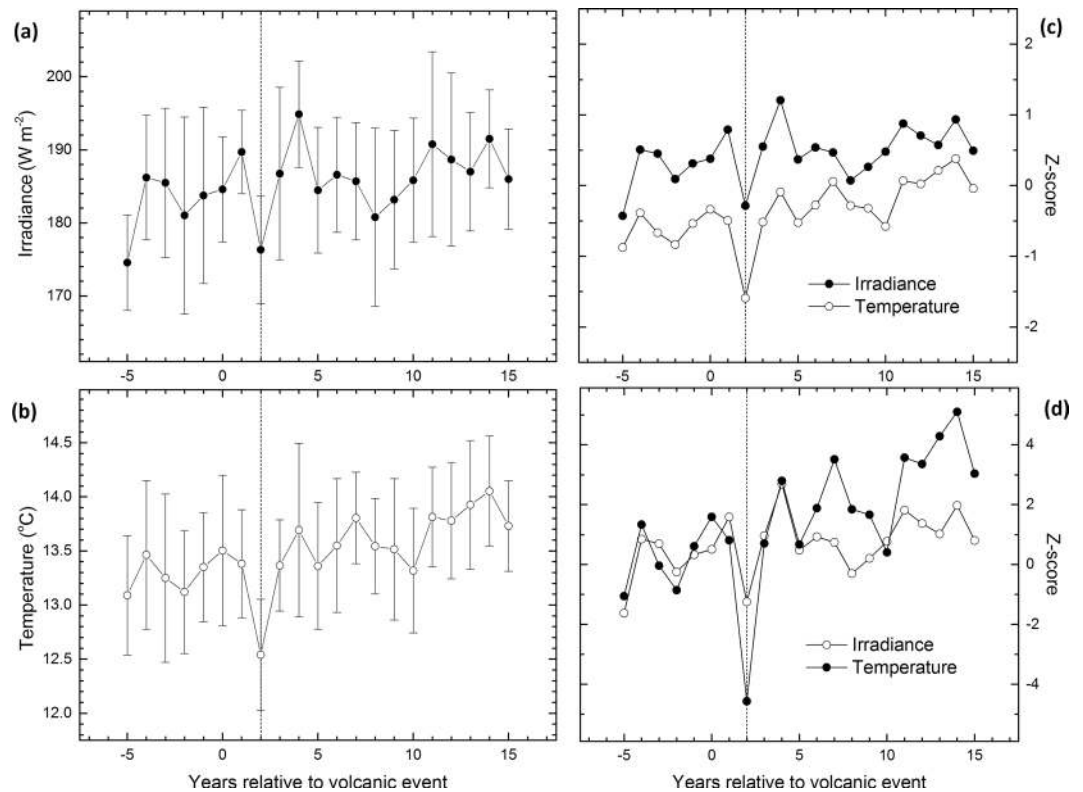 (a)
200
190
180
170
Irradiance (W m-2)
-5 0 5 10 15
(c)
2
1
0
-1
-2
Z-score
Irradiance
Temperature
-5 0 5 10 15
(b)
14.5
14.0
13.5
13.0
12.5
12.0
Temperature (°C)
-5 0 5 10 15
Years relative to volcanic event
(d)
4
2
0
-2
-4
Z-score
Irradiance
Temperature
-5 0 5 10 15
Years relative to volcanic event